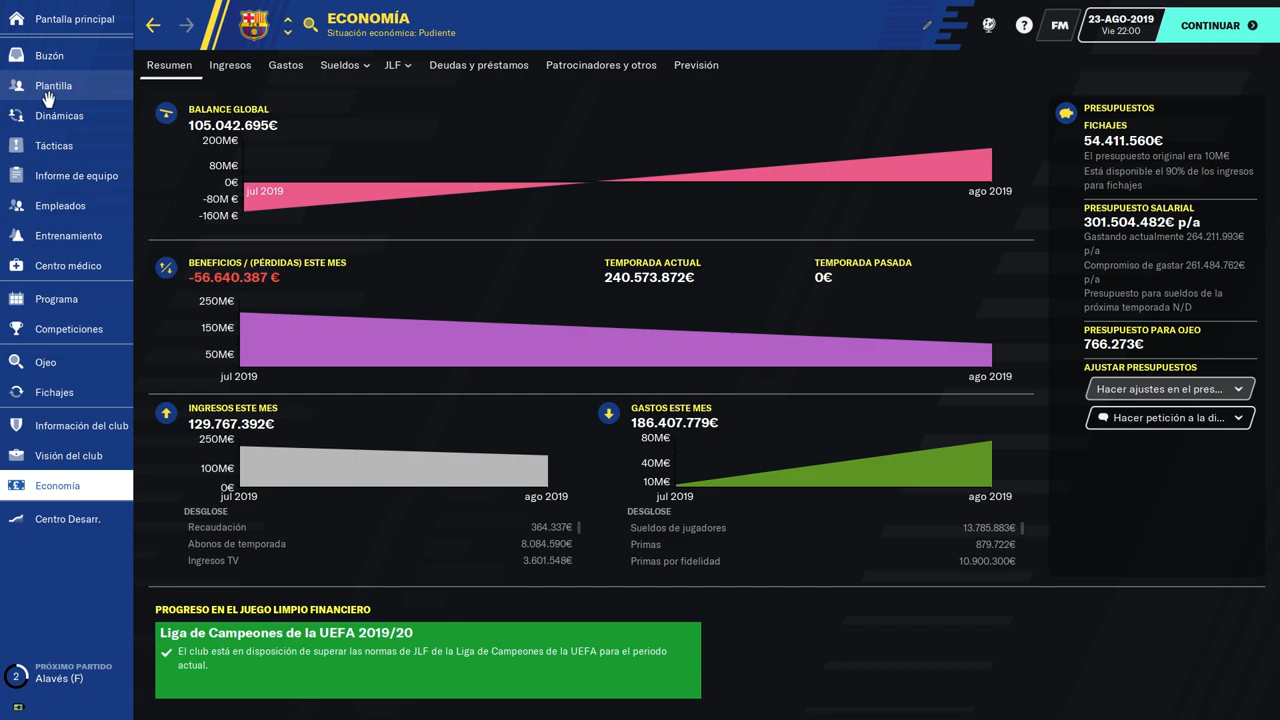 Pantalla principal
Buzón
Plantilla
Dinámicas
Tácticas
Informe de equipo
Empleados
Entrenamiento
Centro médico
Programa
Competiciones
Ojeo
Fichajes
Información del club
Visión del club
Economía
Centro Desarr.
2
PRÓXIMO PARTIDO
Alavés (F)
ECONOMÍA
Situación económica: Pudiente
?
FM
23-AGO-2019
Vie 22:00
CONTINUAR
Resumen Ingresos Gastos Sueldos JLF Deudas y préstamos Patrocinadores y otros Previsión
BALANCE GLOBAL
105.042.695€
200M€
80M€
0€
-80M €
-160M €
jul 2019
ago 2019
BENEFICIOS / (PÉRDIDAS) ESTE MES
-56.640.387 €
TEMPORADA ACTUAL
240.573.872€
TEMPORADA PASADA
0€
250M€
150M€
50M€
jul 2019
ago 2019
INGRESOS ESTE MES
129.767.392€
250M€
100M€
0€
jul 2019
ago 2019
DESGLOSE
Recaudación 364.337€
Abonos de temporada 8.084.590€
Ingresos TV 3.601.548€
GASTOS ESTE MES
186.407.779€
80M€
40M€
10M€
jul 2019
ago 2019
DESGLOSE
Sueldos de jugadores 13.785.883€
Primas 879.722€
Primas por fidelidad 10.900.300€
PROGRESO EN EL JUEGO LIMPIO FINANCIERO
Liga de Campeones de la UEFA 2019/20
El club está en disposición de superar las normas de JLF de la Liga de Campeones de la UEFA para el periodo
actual.
PRESUPUESTOS
FICHAJES
54.411.560€
El presupuesto original era 10M€
Está disponible el 90% de los ingresos
para fichajes
PRESUPUESTO SALARIAL
301.504.482€ p/a
Gastando actualmente 264.211.993€
p/a
Compromiso de gastar 261,484.762€
p/a
Presupuesto para sueldos de la
próxima temporada N/D
PRESUPUESTO PARA OJEO
766.273€
AJUSTAR PRESUPUESTOS
Hacer ajustes en el pres...
Hacer petición a la di...